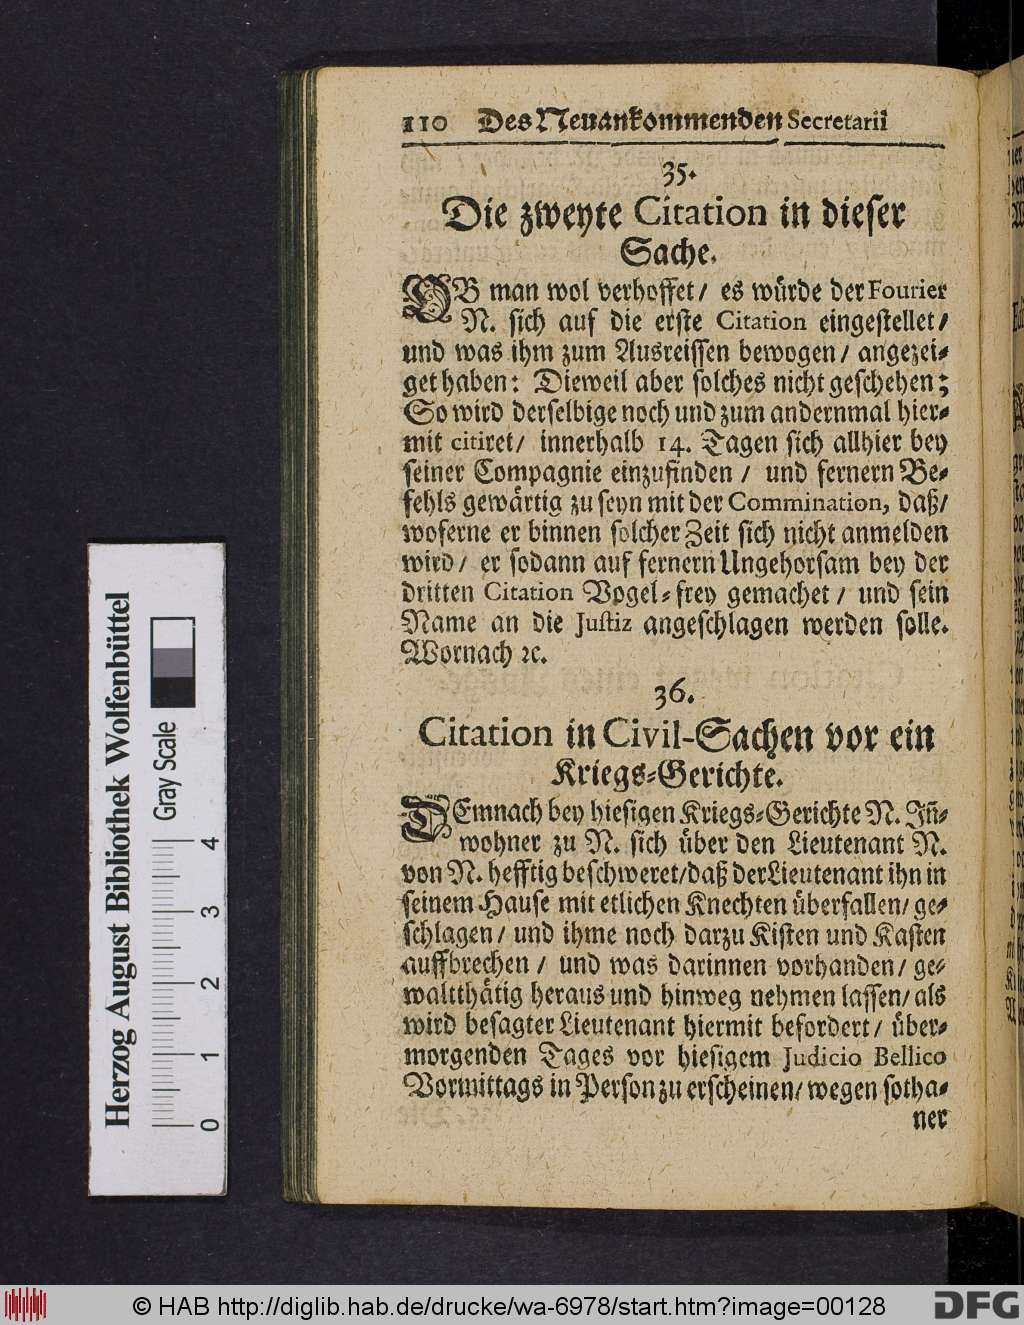 110 Des Neuankommenden Secretarii
35.
Die zweyte Citation in dieser
Sache.
OB man wol verhoffet / es würde der Fourier
N. sich auf die erste Citation eingestellet /
und was ihm zum Ausreissen bewogen / angezei-
get haben: Dieweil aber solches nicht geschehen;
So wird derselbige noch und zum andernmal hier-
mit citiret / innerhalb 14. Tagen sich allhier bey
seiner Compagnie einzufinden / und fernern Be-
fehls gewärtig zu seyn mit der Commination, daß /
woferne er binnen solcher Zeit sich nicht anmelden
wird / er sodann auf fernern Ungehorsam bey der
dritten Citation Vogel-frey gemachet / und sein
Name an die Justiz angeschlagen werden solle.
Wornach ꝛc.
36.
Citation in Civil-Sachen vor ein
Kriegs-Gerichte.
DEmnach bey hiesigen Kriegs-Gerichte N. Jñ-
wohner zu N. sich über den Lieutenant N.
von N. hefftig beschweret / daß der Lieutenant ihn in
seinem Hause mit etlichen Knechten überfallen / ge-
schlagen / und ihme noch darzu Kisten und Kasten
auffbrechen / und was darinnen vorhanden / ge-
waltthätig heraus und hinweg nehmen lassen / als
wird besagter Lieutenant hiermit befordert / über-
morgenden Tages vor hiesigem Judicio Bellico
Vormittags in Person zu erscheinen / wegen sotha-
ner
Herzog August Bibliothek Wolfenbüttel
Gray Scale
0 1 2 3 4
© HAB http://diglib.hab.de/drucke/wa-6978/start.htm?image=00128
DFG